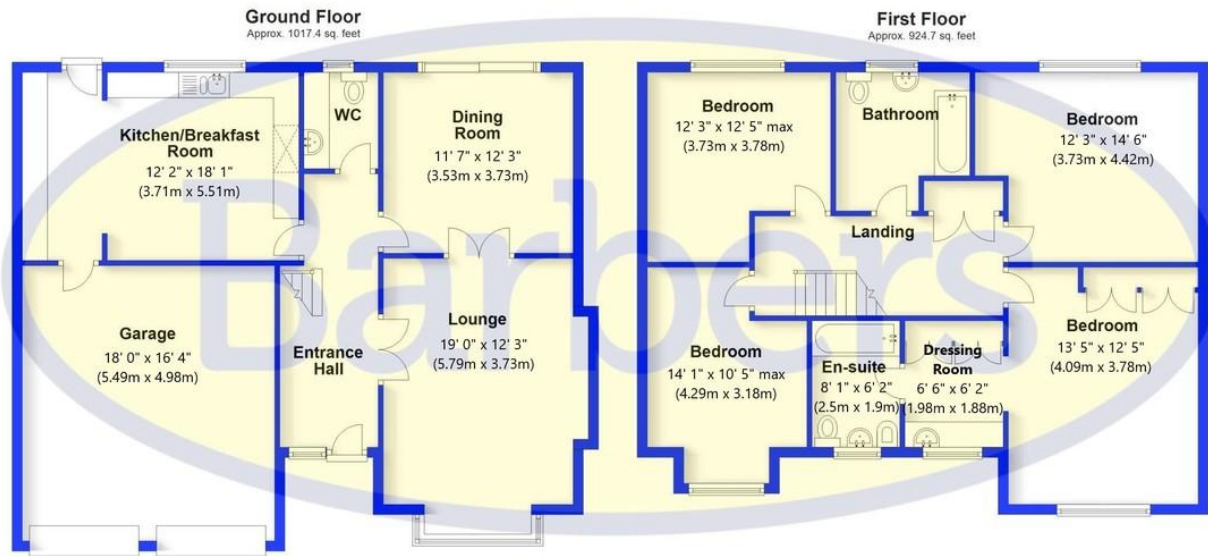 Ground Floor
Approx. 1017.4 sq. feet
Kitchen/Breakfast
Room
12' 2" x 18' 1"
(3.71m x 5.51m)
WC
Dining
Room
11' 7" x 12' 3"
(3.53m x 3.73m)
Garage
18' 0" x 16' 4"
(5.49m x 4.98m)
Entrance
Hall
Lounge
19' 0" x 12' 3"
(5.79m x 3.73m)
First Floor
Approx. 924.7 sq. feet
Bedroom
12' 3" x 12' 5" max
(3.73m x 3.78m)
Bathroom
Bedroom
12' 3" x 14' 6"
(3.73m x 4.42m)
Landing
Bedroom
14' 1" x 10' 5" max
(4.29m x 3.18m)
En-suite
8' 1" x 6' 2"
(2.5m x 1.9m)
Dressing
Room
6' 6" x 6' 2"
(1.98m x 1.88m)
Bedroom
13' 5" x 12' 5"
(4.09m x 3.78m)
Barbers